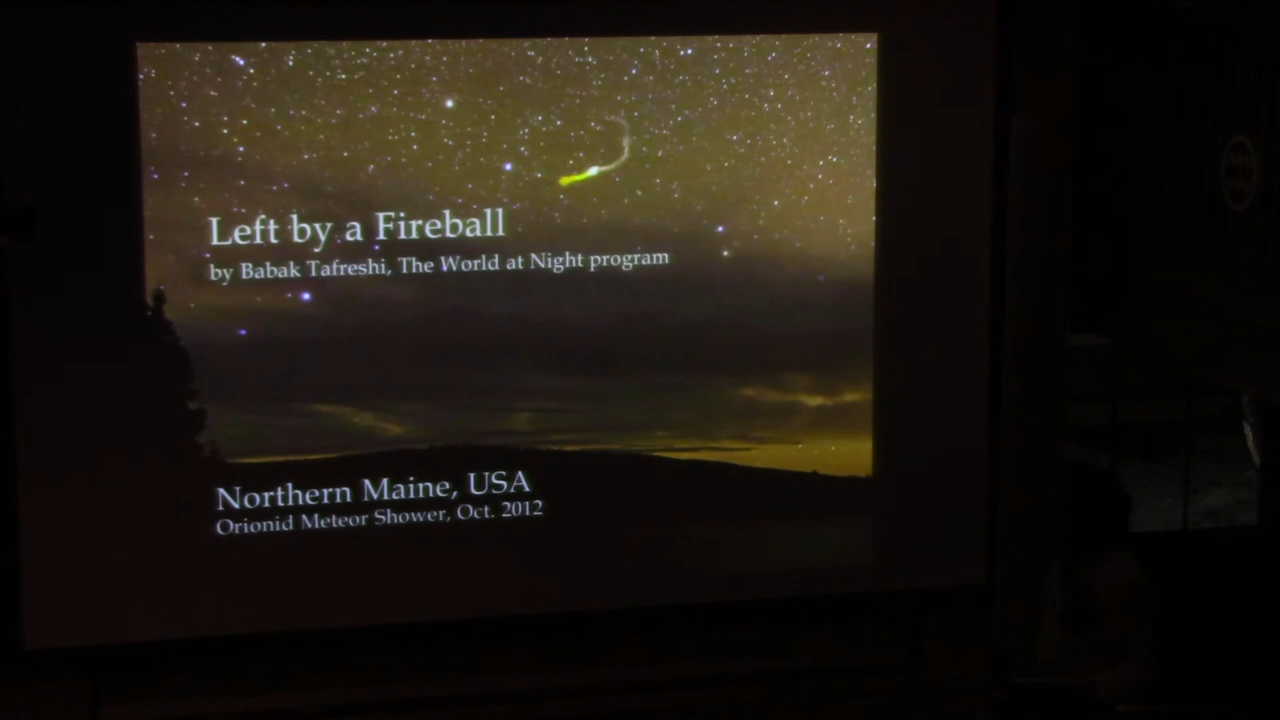 Left by a Fireball
by Babak Tafreshi, The World at Night program
Northern Maine, USA
Orionid Meteor Shower, Oct. 2012